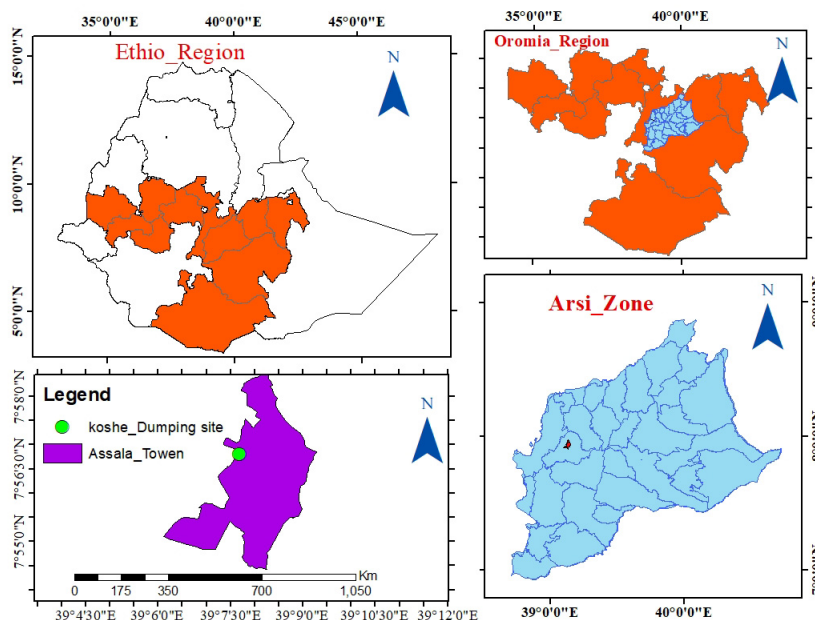 35°0'0"E 40°0'0"E 45°0'0"E
Ethio_Region
N
15°0'0"N
10°0'0"N
5°0'0"N
35°0'0"E 40°0'0"E
Oromia_Region
N
Legend
koshe_Dumping site
Assala_Towen
N
7°58'0"N
7°56'30"N
7°55'0"N
0 175 350 700 1,050
Km
39°4'30"E 39°6'0"E 39°7'30"E 39°9'0"E 39°10'30"E 39°12'0"E
Arsi_Zone
N
39°0'0"E 40°0'0"E